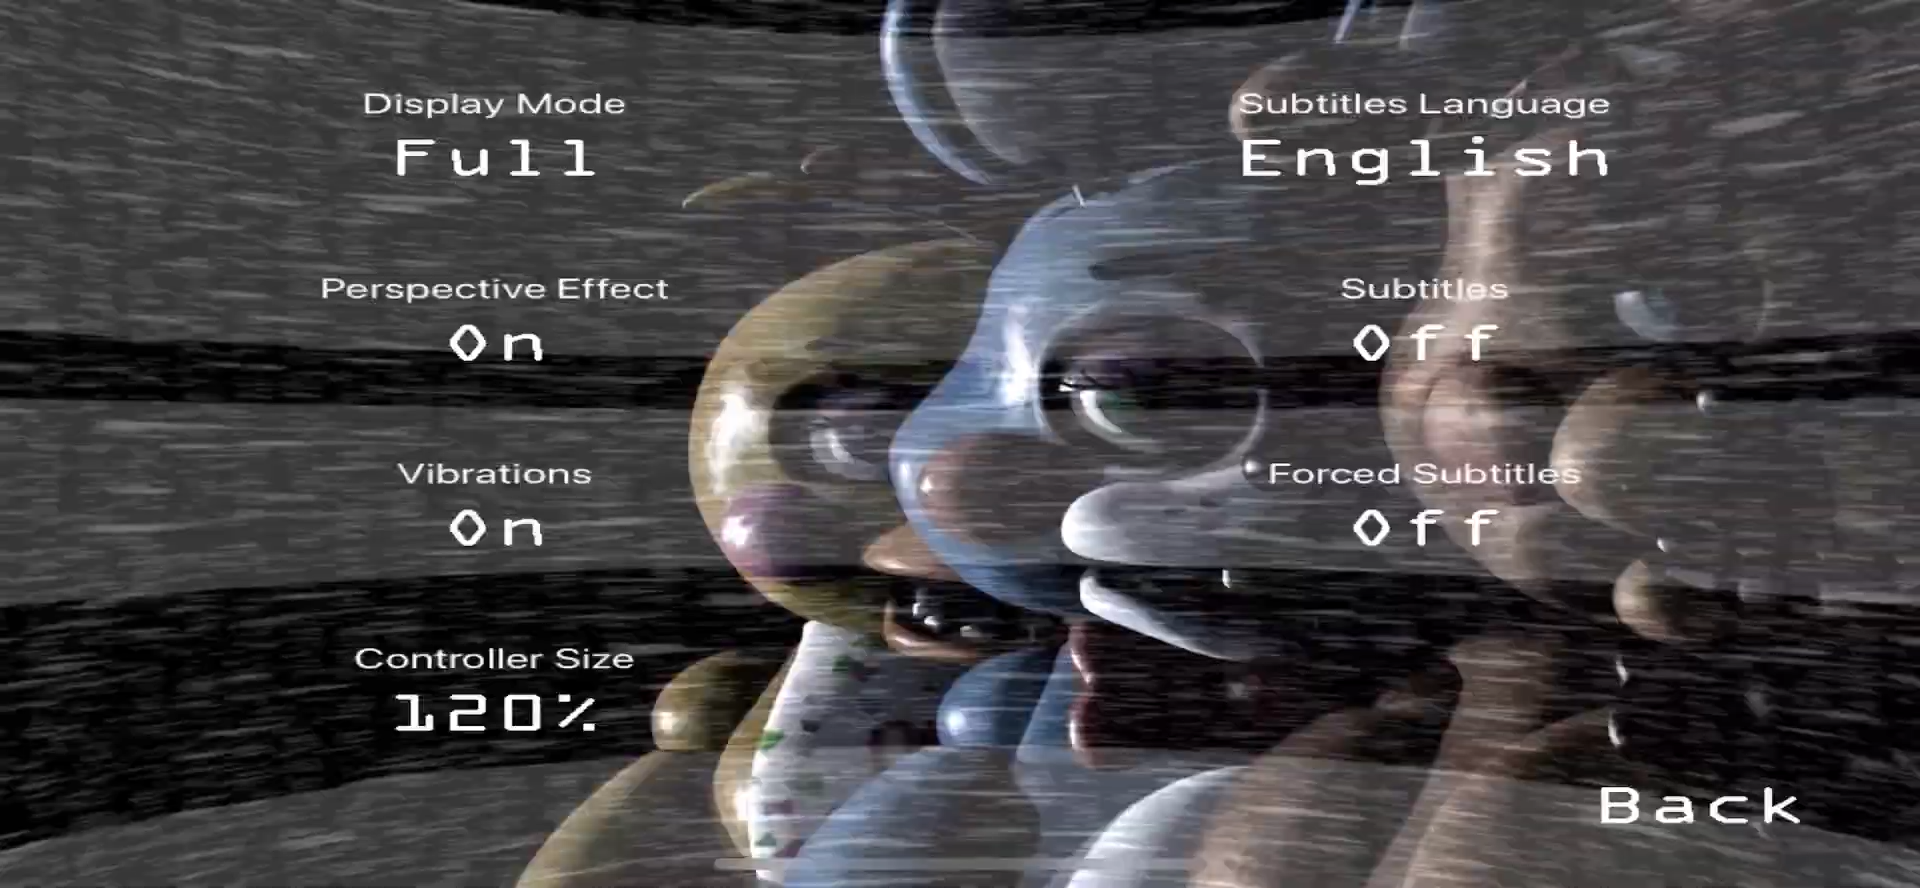 Display Mode
Full
Perspective Effect
On
Vibrations
On
Controller Size
120%
Subtitles Language
English
Subtitles
Off
Forced Subtitles
Off
Back